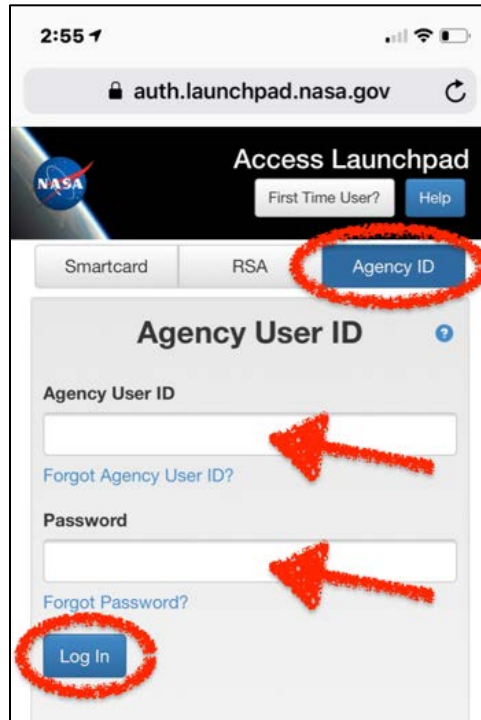 2:55
auth.launchpad.nasa.gov
NASA
Access Launchpad
First Time User? Help
Smartcard RSA Agency ID
Agency User ID ?
Agency User ID
Forgot Agency User ID?
Password
Forgot Password?
Log In